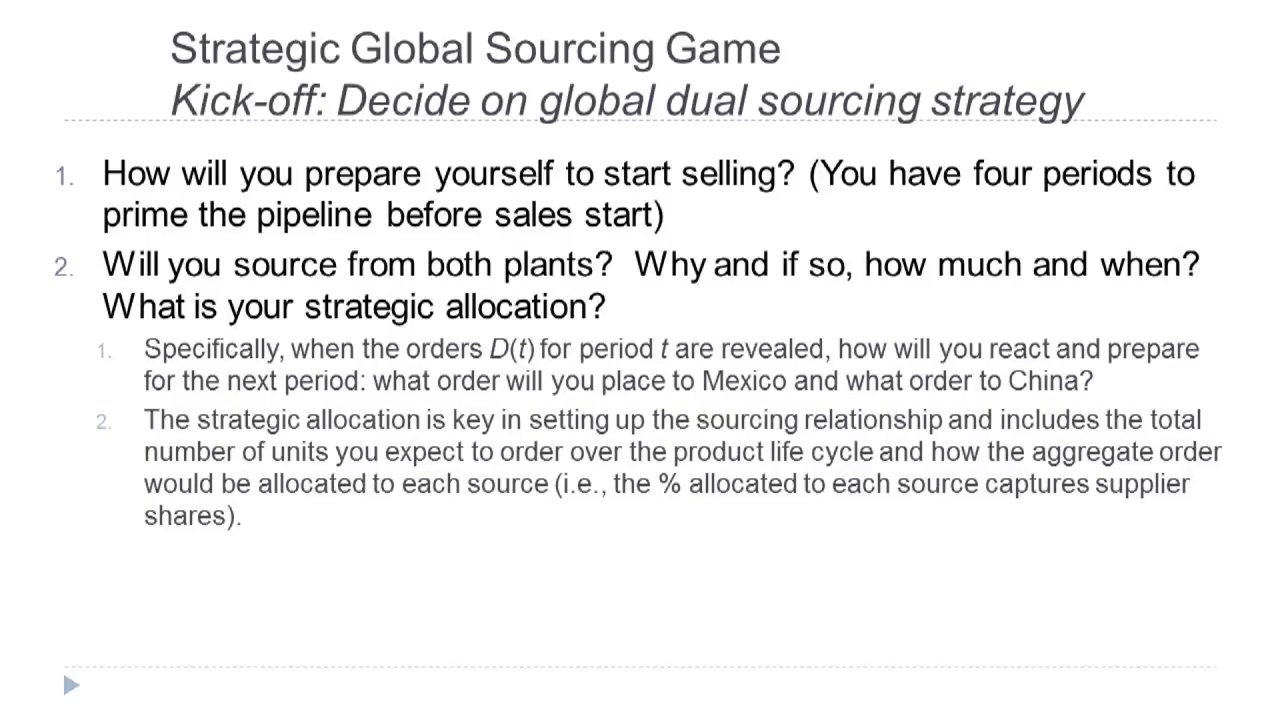 Strategic Global Sourcing Game
Kick-off: Decide on global dual sourcing strategy
1. How will you prepare yourself to start selling? (You have four periods to
prime the pipeline before sales start)
2. Will you source from both plants? Why and if so, how much and when?
What is your strategic allocation?
1. Specifically, when the orders D(t) for period t are revealed, how will you react and prepare
for the next period: what order will you place to Mexico and what order to China?
2. The strategic allocation is key in setting up the sourcing relationship and includes the total
number of units you expect to order over the product life cycle and how the aggregate order
would be allocated to each source (i.e., the % allocated to each source captures supplier
shares).